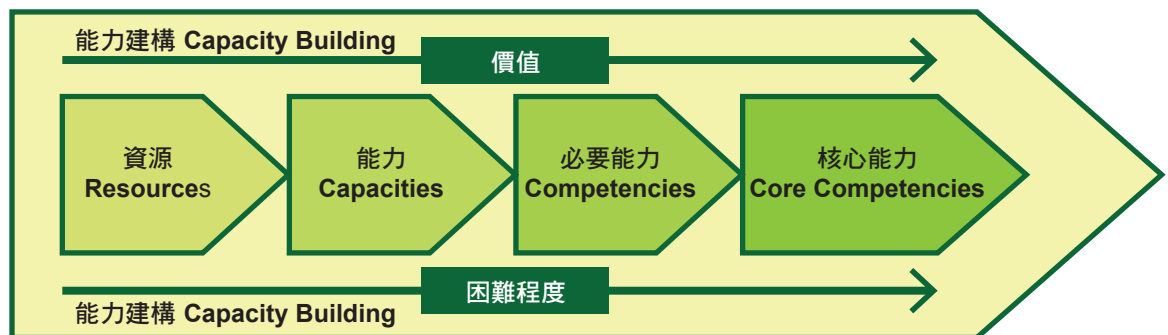 能力建構 Capacity Building
價值
資源
Resources
能力
Capacities
必要能力
Competencies
核心能力
Core Competencies
困難程度
能力建構 Capacity Building